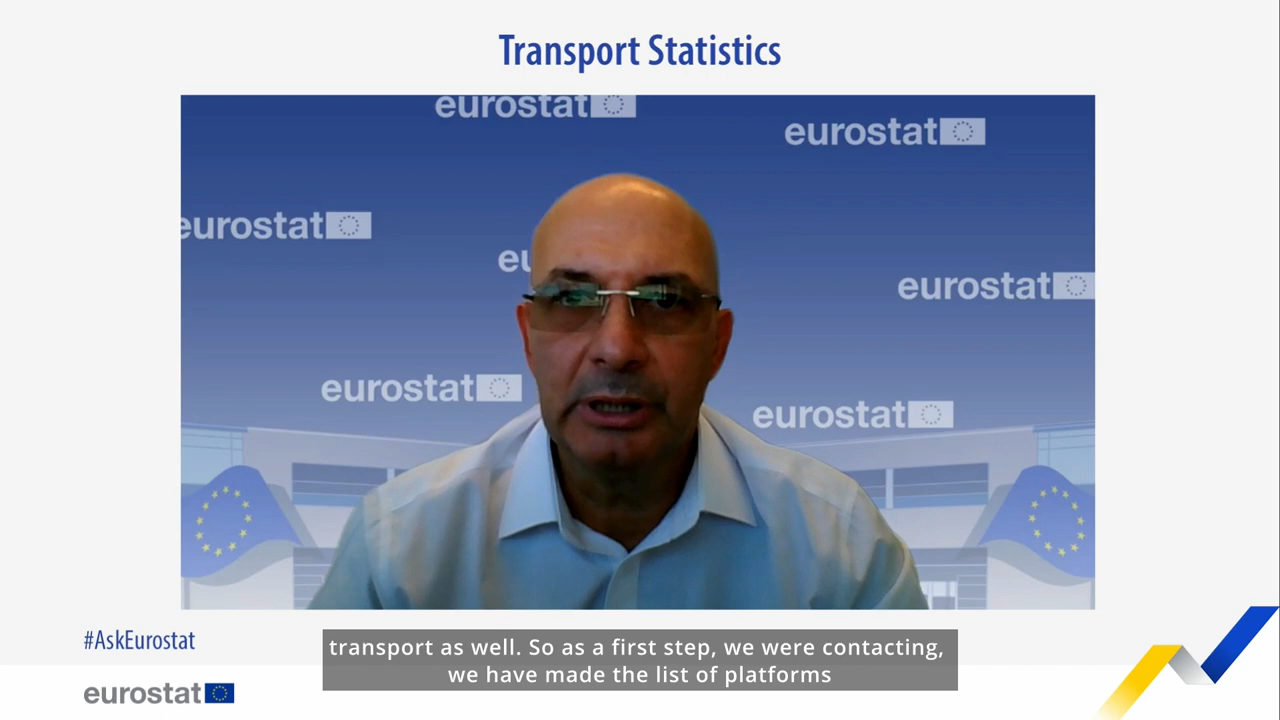 Transport Statistics
eurostat
eurostat
eurostat
eu
eurostat
eurostat
eurostat
#AskEurostat
transport as well. So as a first step, we were contacting,
we have made the list of platforms
eurostat